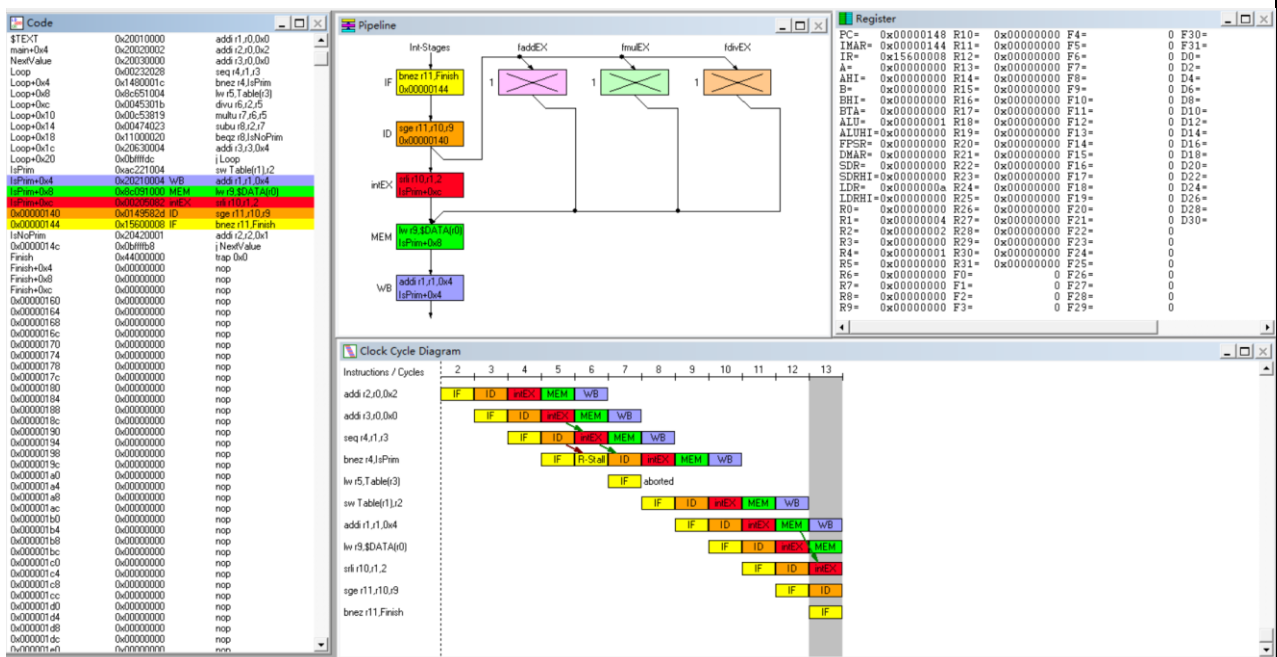 Code
$TEXT 0x20010000 addi r1,r0,0x0
main+0x4 0x20020002 addi r2,r0,0x2
NextValue 0x20030000 addi r3,r0,0x0
Loop 0x00232028 seq r4,r1,r3
Loop+0x4 0x1480001c bnez r4,IsPrim
Loop+0x8 0x8c651004 lw r5,Table(r3)
Loop+0xc 0x0045301b divu r6,r2,r5
Loop+0x10 0x00c53819 multu r7,r6,r5
Loop+0x14 0x00474023 subu r8,r2,r7
Loop+0x18 0x11000020 beqz r8,IsNoPrim
Loop+0x1c 0x20630004 addi r3,r3,0x4
Loop+0x20 0x0bffffdc j Loop
IsPrim 0xac221004 sw Table(r1),r2
IsPrim+0x4 0x20210004 WB addi r1,r1,0x4
IsPrim+0x8 0x8c091000 MEM lw r9,$DATA(r0)
IsPrim+0xc 0x00205082 intEX srli r10,r1,2
0x00000140 0x0149582d ID sge r11,r10,r9
0x00000144 0x15600008 IF bnez r11,Finish
IsNoPrim 0x20420001 addi r2,r2,0x1
0x0000014c 0x0bffffb8 j NextValue
Finish 0x44000000 trap 0x0
Finish+0x4 0x00000000 nop
Finish+0x8 0x00000000 nop
Finish+0xc 0x00000000 nop
0x00000160 0x00000000 nop
0x00000164 0x00000000 nop
0x00000168 0x00000000 nop
0x0000016c 0x00000000 nop
0x00000170 0x00000000 nop
0x00000174 0x00000000 nop
0x00000178 0x00000000 nop
0x0000017c 0x00000000 nop
0x00000180 0x00000000 nop
0x00000184 0x00000000 nop
0x00000188 0x00000000 nop
0x0000018c 0x00000000 nop
0x00000190 0x00000000 nop
0x00000194 0x00000000 nop
0x00000198 0x00000000 nop
0x0000019c 0x00000000 nop
0x000001a0 0x00000000 nop
0x000001a4 0x00000000 nop
0x000001a8 0x00000000 nop
0x000001ac 0x00000000 nop
0x000001b0 0x00000000 nop
0x000001b4 0x00000000 nop
0x000001b8 0x00000000 nop
0x000001bc 0x00000000 nop
0x000001c0 0x00000000 nop
0x000001c4 0x00000000 nop
0x000001c8 0x00000000 nop
0x000001cc 0x00000000 nop
0x000001d0 0x00000000 nop
0x000001d4 0x00000000 nop
0x000001d8 0x00000000 nop
0x000001dc 0x00000000 nop
0x000001e0 0x00000000 nop
Pipeline
Int-Stages faddEX fmulEX fdivEX
IF bnez r11,Finish
0x00000144
1 1 1
ID sge r11,r10,r9
0x00000140
intEX srli r10,r1,2
IsPrim+0xc
MEM lw r9,$DATA(r0)
IsPrim+0x8
WB addi r1,r1,0x4
IsPrim+0x4
Register
PC= 0x00000148 R10= 0x00000000 F4= 0 F30=
IMAR= 0x00000144 R11= 0x00000000 F5= 0 F31=
IR= 0x15600008 R12= 0x00000000 F6= 0 D0=
A= 0x00000000 R13= 0x00000000 F7= 0 D2=
AHI= 0x00000000 R14= 0x00000000 F8= 0 D4=
B= 0x00000000 R15= 0x00000000 F9= 0 D6=
BHI= 0x00000000 R16= 0x00000000 F10= 0 D8=
BTA= 0x00000000 R17= 0x00000000 F11= 0 D10=
ALU= 0x00000001 R18= 0x00000000 F12= 0 D12=
ALUHI= 0x00000000 R19= 0x00000000 F13= 0 D14=
FPSR= 0x00000000 R20= 0x00000000 F14= 0 D16=
DMAR= 0x00000000 R21= 0x00000000 F15= 0 D18=
SDR= 0x00000000 R22= 0x00000000 F16= 0 D20=
SDRHI= 0x00000000 R23= 0x00000000 F17= 0 D22=
LDR= 0x0000000a R24= 0x00000000 F18= 0 D24=
LDRHI= 0x00000000 R25= 0x00000000 F19= 0 D26=
R0= 0x00000000 R26= 0x00000000 F20= 0 D28=
R1= 0x00000004 R27= 0x00000000 F21= 0 D30=
R2= 0x00000002 R28= 0x00000000 F22= 0
R3= 0x00000000 R29= 0x00000000 F23= 0
R4= 0x00000001 R30= 0x00000000 F24= 0
R5= 0x00000000 R31= 0x00000000 F25= 0
R6= 0x00000000 F0= 0 F26= 0
R7= 0x00000000 F1= 0 F27= 0
R8= 0x00000000 F2= 0 F28= 0
R9= 0x00000000 F3= 0 F29= 0
Clock Cycle Diagram
Instructions / Cycles 2 3 4 5 6 7 8 9 10 11 12 13
addi r2,r0,0x2 IF ID intEX MEM WB
addi r3,r0,0x0 IF ID intEX MEM WB
seq r4,r1,r3 IF ID intEX MEM WB
bnez r4,IsPrim IF R-Stall ID intEX MEM WB
lw r5,Table(r3) IF aborted
sw Table(r1),r2 IF ID intEX MEM WB
addi r1,r1,0x4 IF ID intEX MEM WB
lw r9,$DATA(r0) IF ID intEX MEM
srli r10,r1,2 IF ID intEX
sge r11,r10,r9 IF ID
bnez r11,Finish IF